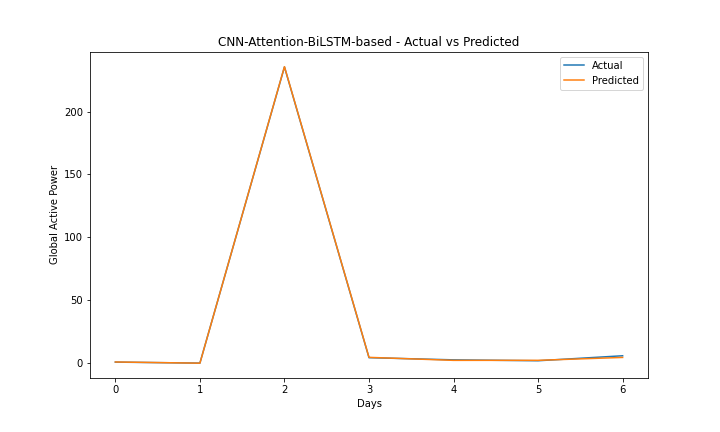 CNN-Attention-BiLSTM-based - Actual vs Predicted
Actual
Predicted
Global Active Power
200
150
100
50
0
0 1 2 3 4 5 6
Days